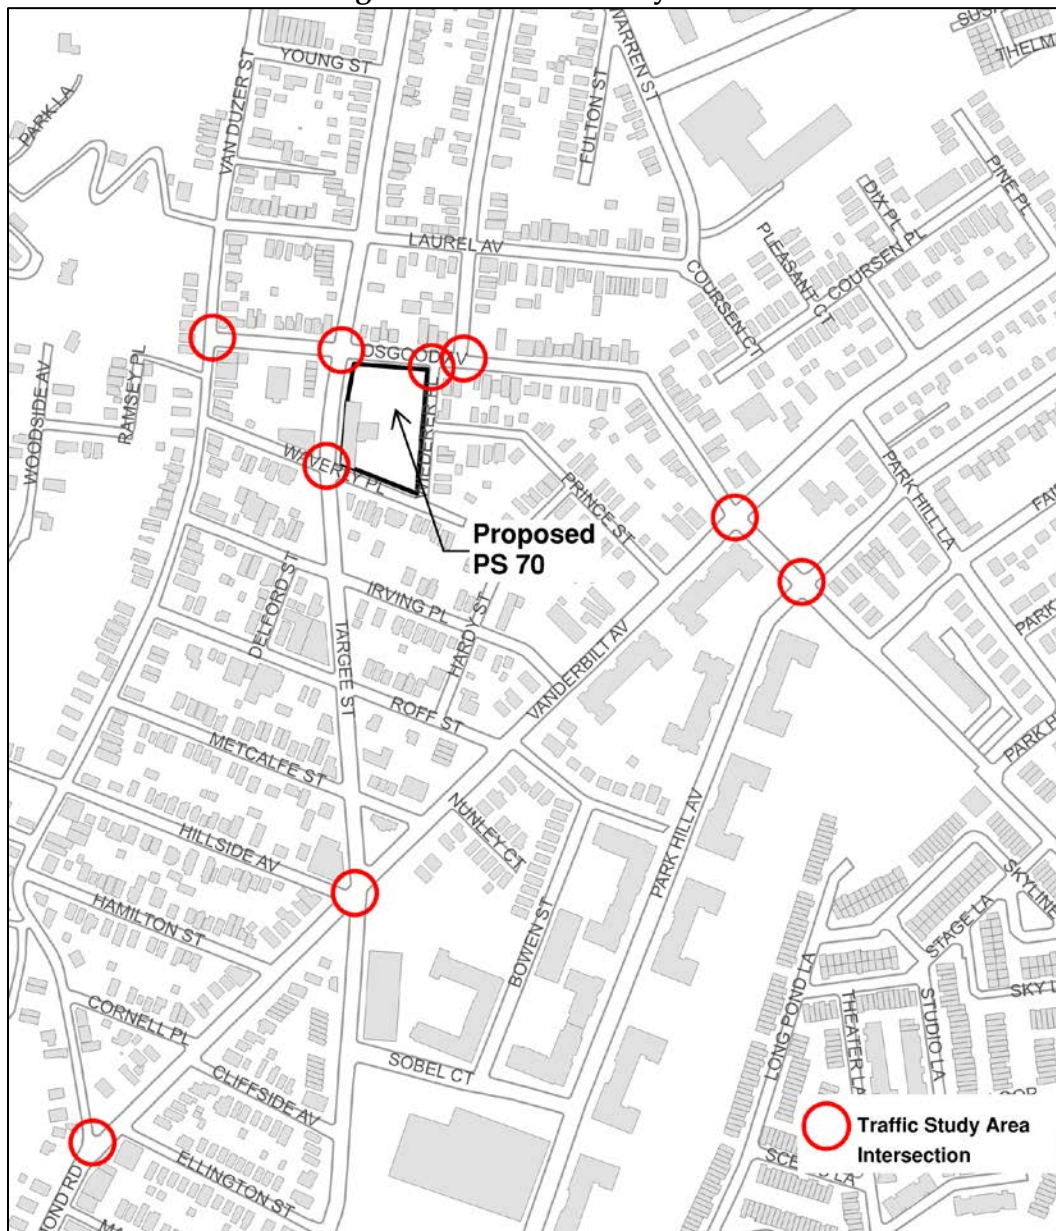 YOUNG ST
VAN DUZER ST
PARK LA
FULTON ST
WARREN ST
PINE PL
DIX PL
COURSEN PL
PLEASANT CT
LAUREL AV
COURSEN CT
OSGOOD AV
RAMSEY PL
WOODSIDE AV
WAVERLY PL
PRINCE ST
PARK HILL LA
Proposed
PS 70
DELFORD ST
IRVING PL
HARDY ST
TARGEE ST
VANDERBILT AV
ROFF ST
METCALFE ST
NUNLEY CT
HILLSIDE AV
PARK HILL AV
HAMILTON ST
BOWEN ST
STAGE LA
CORNELL PL
LONG POND LA
THEATER LA
STUDIO LA
SOBEL CT
CLIFFSIDE AV
ELLINGTON ST
Traffic Study Area
Intersection